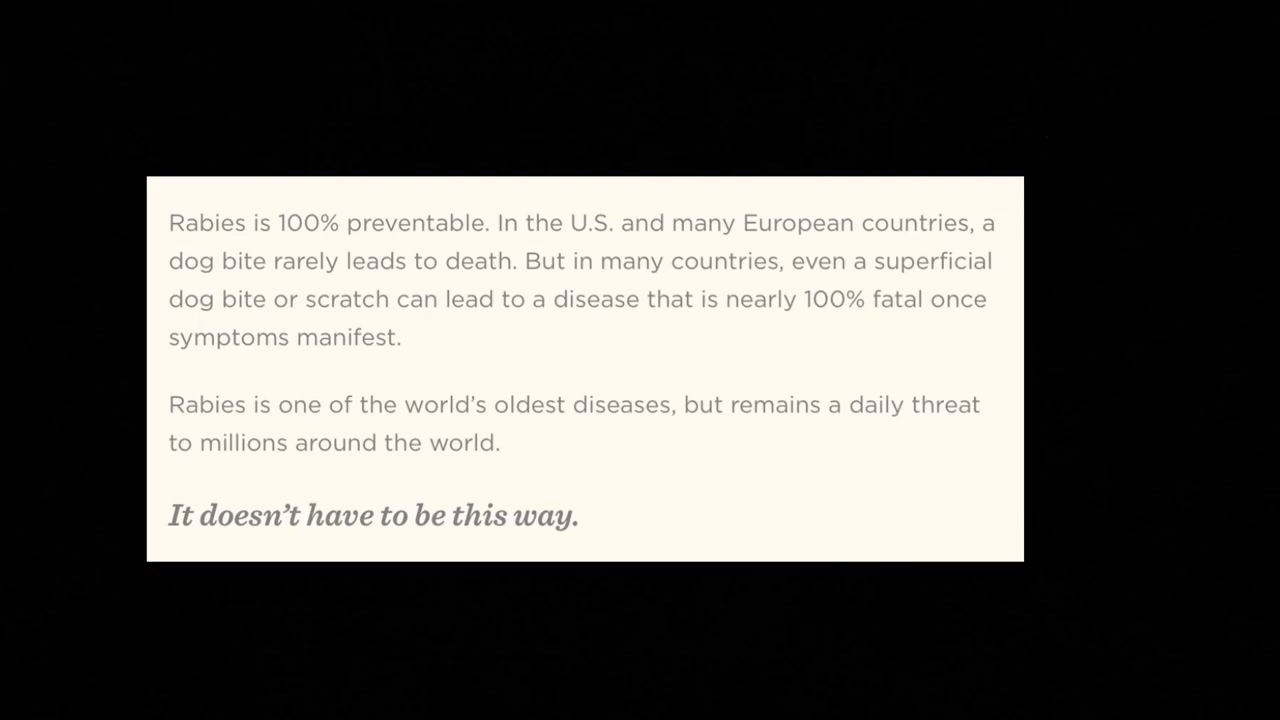 Rabies is 100% preventable. In the U.S. and many European countries, a
dog bite rarely leads to death. But in many countries, even a superficial
dog bite or scratch can lead to a disease that is nearly 100% fatal once
symptoms manifest.
Rabies is one of the world’s oldest diseases, but remains a daily threat
to millions around the world.
It doesn’t have to be this way.